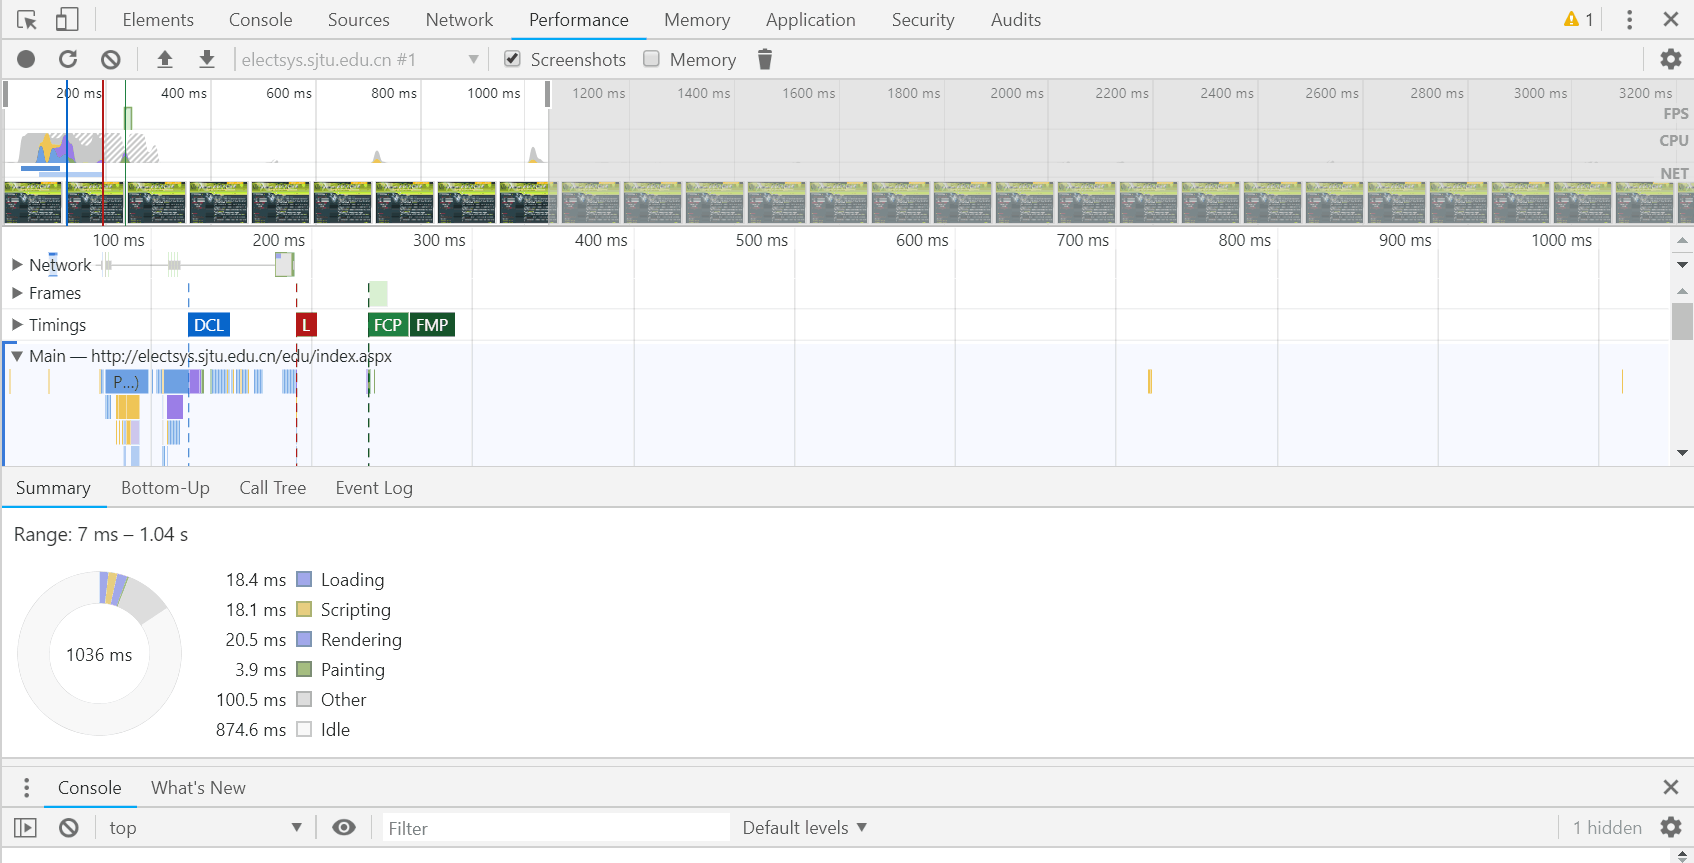 Elements Console Sources Network Performance Memory Application Security Audits 1
electsys.sjtu.edu.cn #1 Screenshots Memory
200 ms 400 ms 600 ms 800 ms 1000 ms 1200 ms 1400 ms 1600 ms 1800 ms 2000 ms 2200 ms 2400 ms 2600 ms 2800 ms 3000 ms 3200 ms
FPS
CPU
NET
100 ms 200 ms 300 ms 400 ms 500 ms 600 ms 700 ms 800 ms 900 ms 1000 ms
Network
Frames
Timings DCL L FCP FMP
Main — http://electsys.sjtu.edu.cn/edu/index.aspx
P...)
Summary Bottom-Up Call Tree Event Log
Range: 7 ms – 1.04 s
18.4 ms Loading
18.1 ms Scripting
20.5 ms Rendering
1036 ms
3.9 ms Painting
100.5 ms Other
874.6 ms Idle
Console What's New
top Filter Default levels 1 hidden